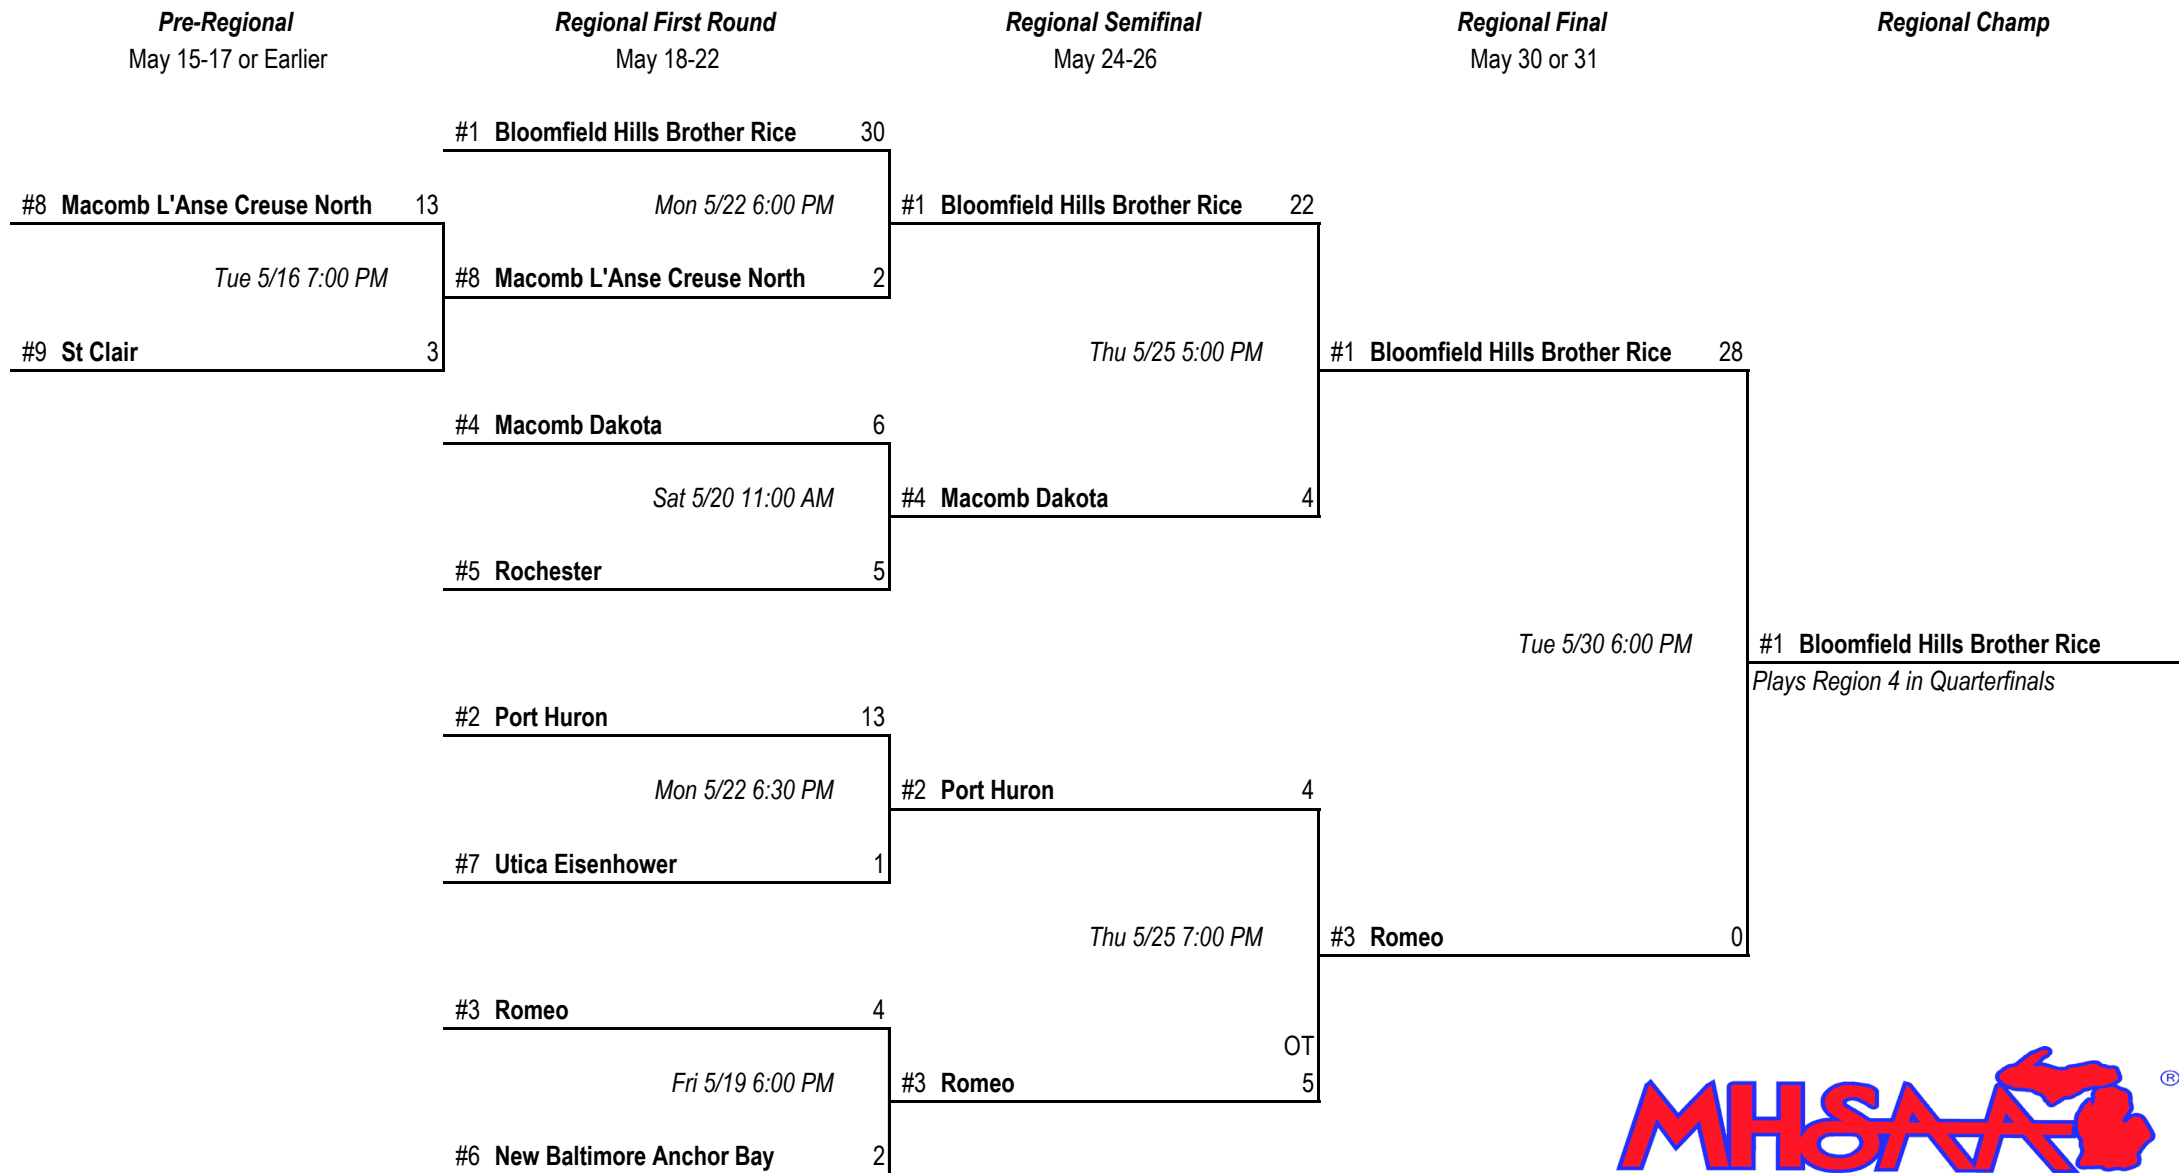 Pre-Regional Regional First Round Regional Semifinal Regional Final Regional Champ
May 15-17 or Earlier May 18-22 May 24-26 May 30 or 31
#1 Bloomfield Hills Brother Rice 30
#8 Macomb L'Anse Creuse North 13 Mon 5/22 6:00 PM #1 Bloomfield Hills Brother Rice 22
Tue 5/16 7:00 PM #8 Macomb L'Anse Creuse North 2
#9 St Clair 3 Thu 5/25 5:00 PM #1 Bloomfield Hills Brother Rice 28
#4 Macomb Dakota 6
Sat 5/20 11:00 AM #4 Macomb Dakota 4
#5 Rochester 5
Tue 5/30 6:00 PM #1 Bloomfield Hills Brother Rice
Plays Region 4 in Quarterfinals
#2 Port Huron 13
Mon 5/22 6:30 PM #2 Port Huron 4
#7 Utica Eisenhower 1
Thu 5/25 7:00 PM #3 Romeo 0
#3 Romeo 4
OT
Fri 5/19 6:00 PM #3 Romeo 5
#6 New Baltimore Anchor Bay 2
MHSAA ®